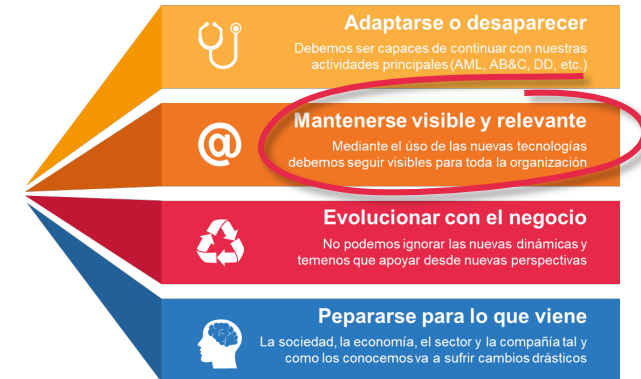 Adaptarse o desaparecer
Debemos ser capaces de continuar con nuestras
actividades principales (AML, AB&C, DD, etc.)
@
Mantenerse visible y relevante
Mediante el úso de las nuevas tecnologías
debemos seguir visibles para toda la organización
Evolucionar con el negocio
No podemos ignorar las nuevas dinámicas y
temenos que apoyar desde nuevas perspectivas
Pepararse para lo que viene
La sociedad, la economía, el sector y la compañía tal y
como los conocemos va a sufrir cambios drásticos